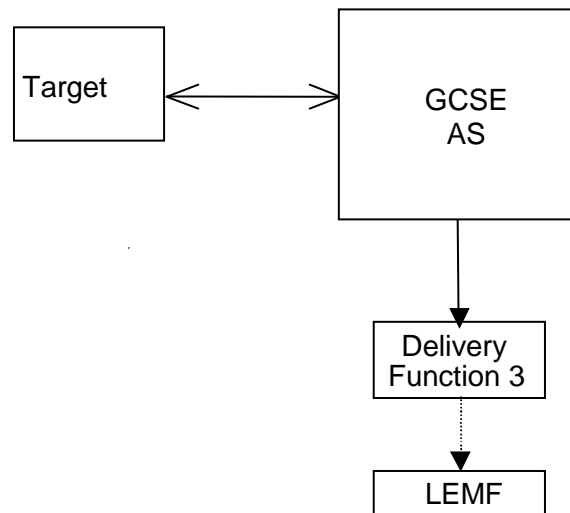 Target
GCSE
AS
Delivery
Function 3
LEMF